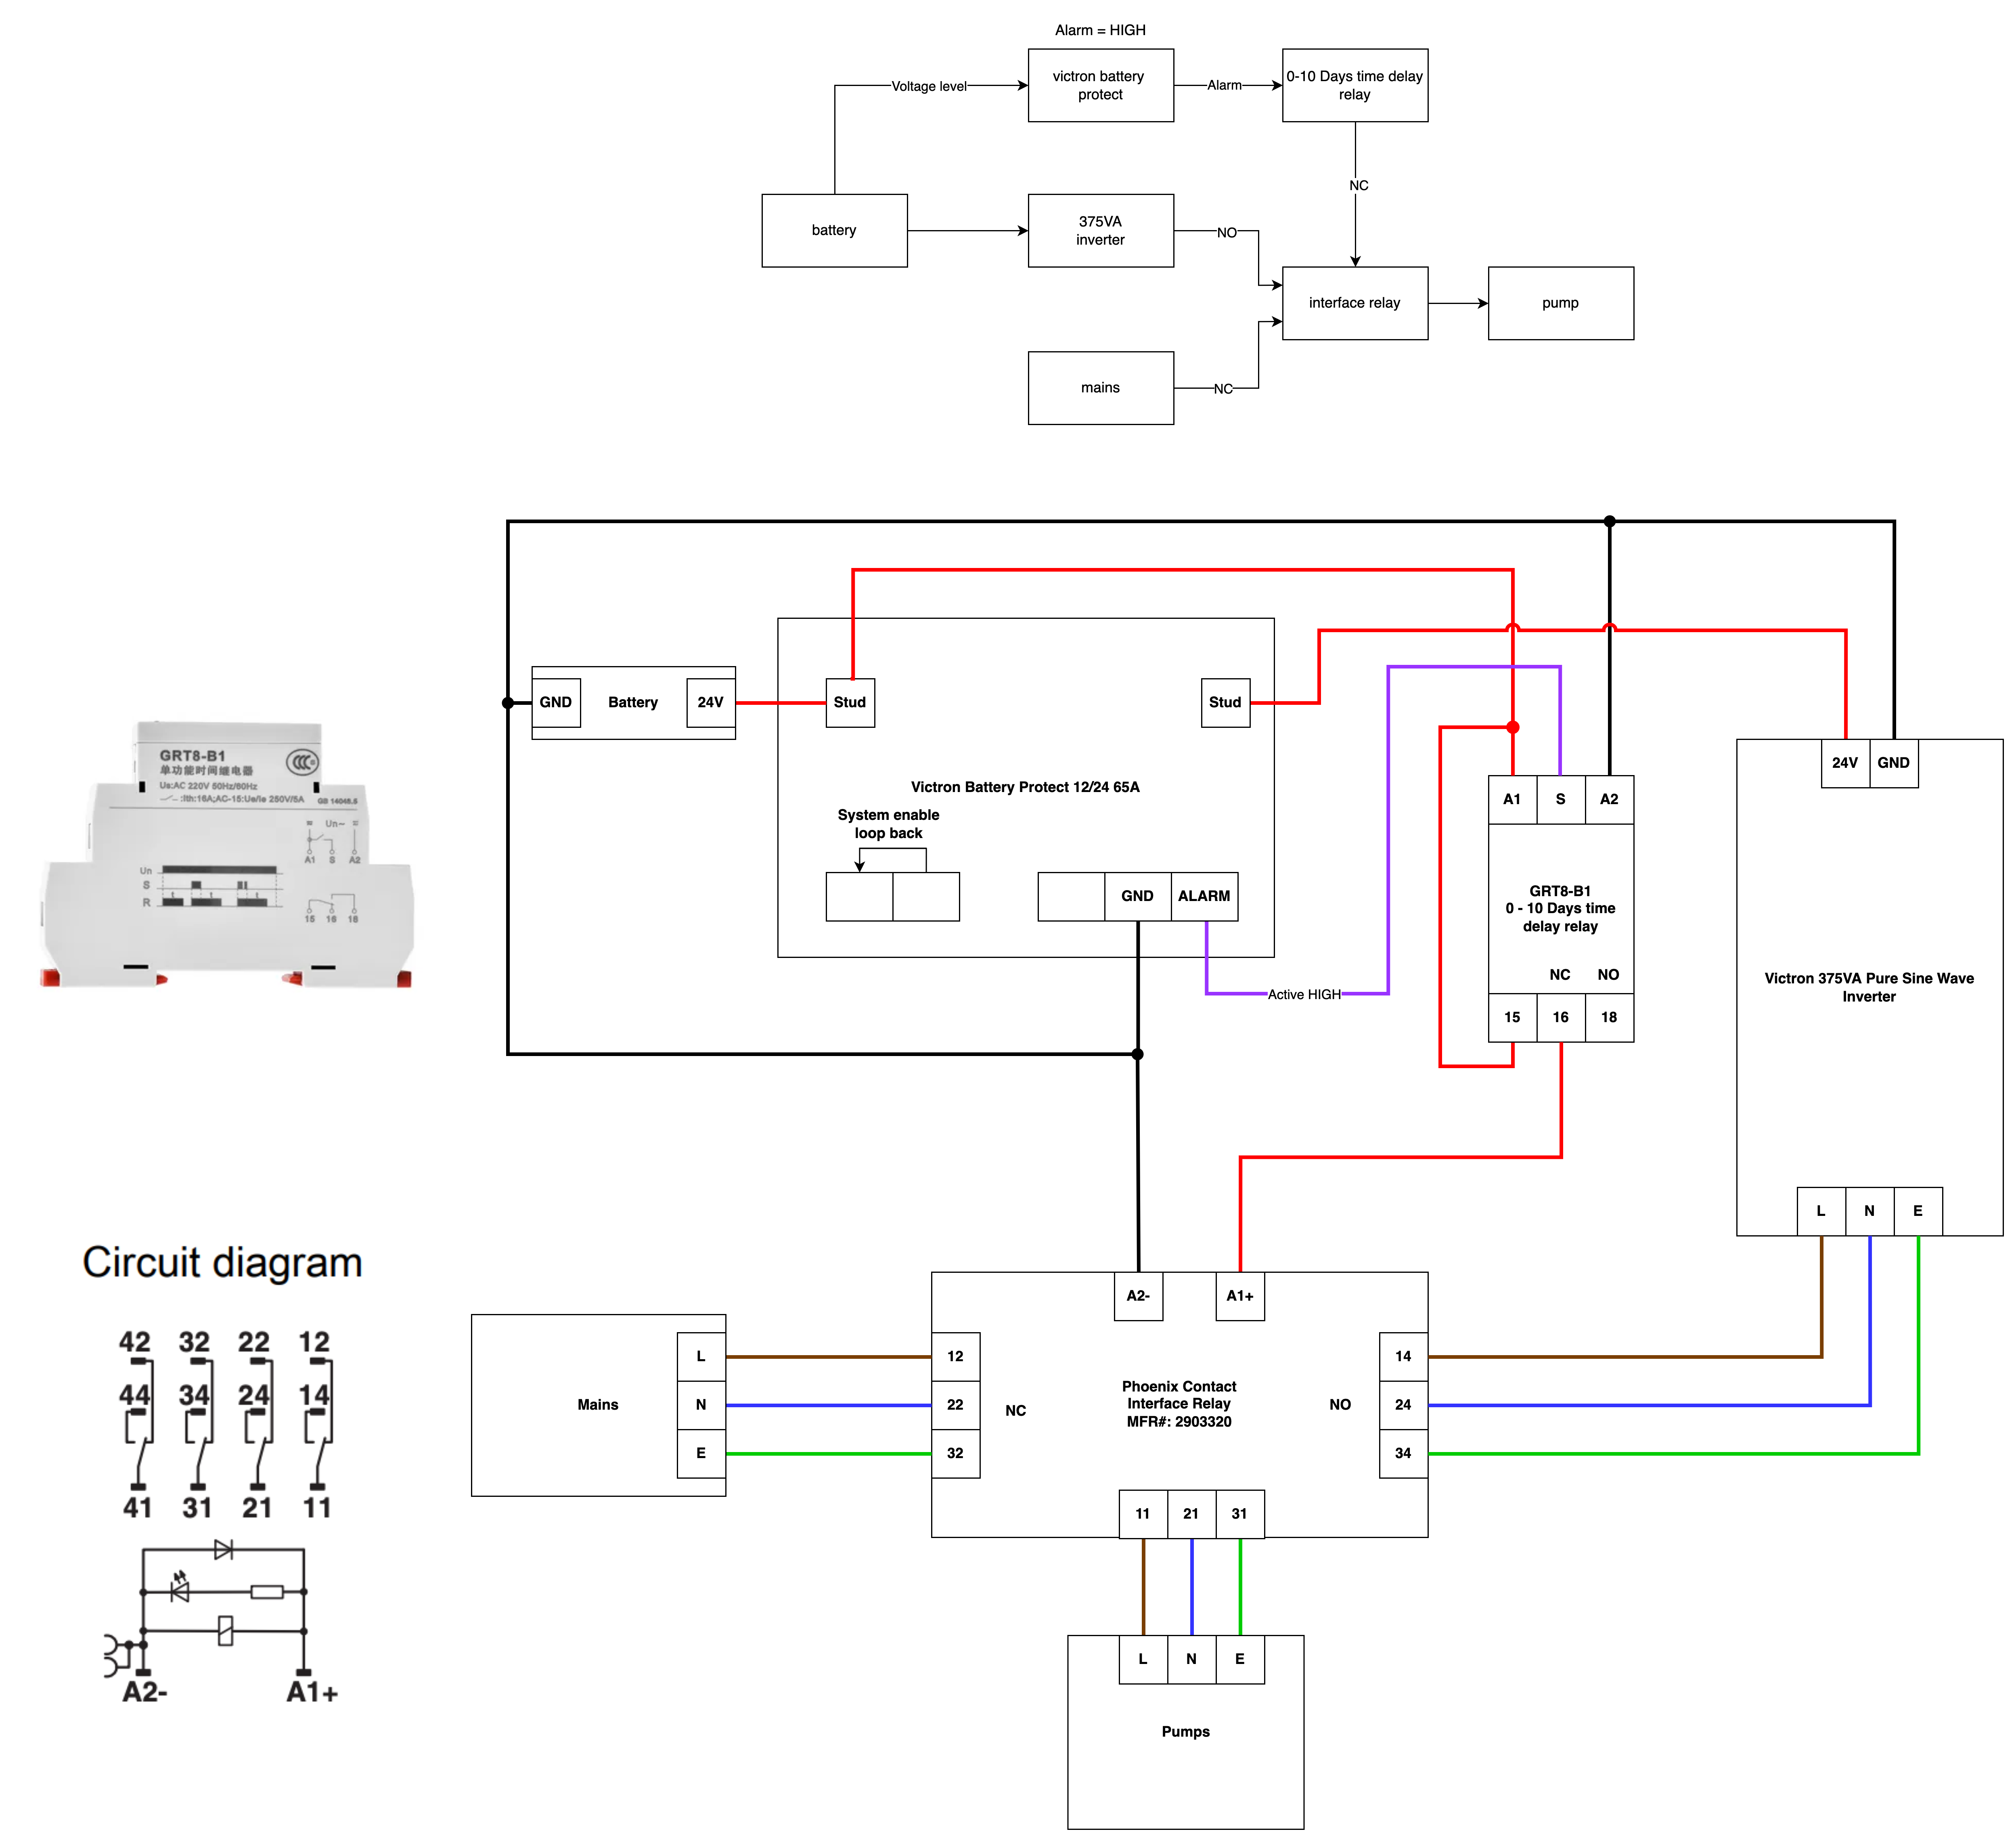 Alarm = HIGH
victron battery
protect
0-10 Days time delay
relay
Voltage level
Alarm
NC
battery
375VA
inverter
NO
interface relay
pump
mains
NC
GND
Battery
24V
Stud
Stud
Victron Battery Protect 12/24 65A
System enable
loop back
GND
ALARM
Active HIGH
A1
S
A2
GRT8-B1
0 - 10 Days time
delay relay
NC
NO
15
16
18
24V
GND
Victron 375VA Pure Sine Wave
Inverter
L
N
E
GRT8-B1
单功能时间继电器
Us:AC 220V 50Hz/60Hz
:Ith:16A;AC-15:Ue/Ie 250V/5A
GB 14048.5
Un~
A1 S A2
Un
S
R
t
t
t
15 16 18
Circuit diagram
42 32 22 12
44 34 24 14
41 31 21 11
A2-
A1+
Mains
L
N
E
A2-
A1+
12
22
32
NC
Phoenix Contact
Interface Relay
MFR#: 2903320
NO
14
24
34
11
21
31
L
N
E
Pumps